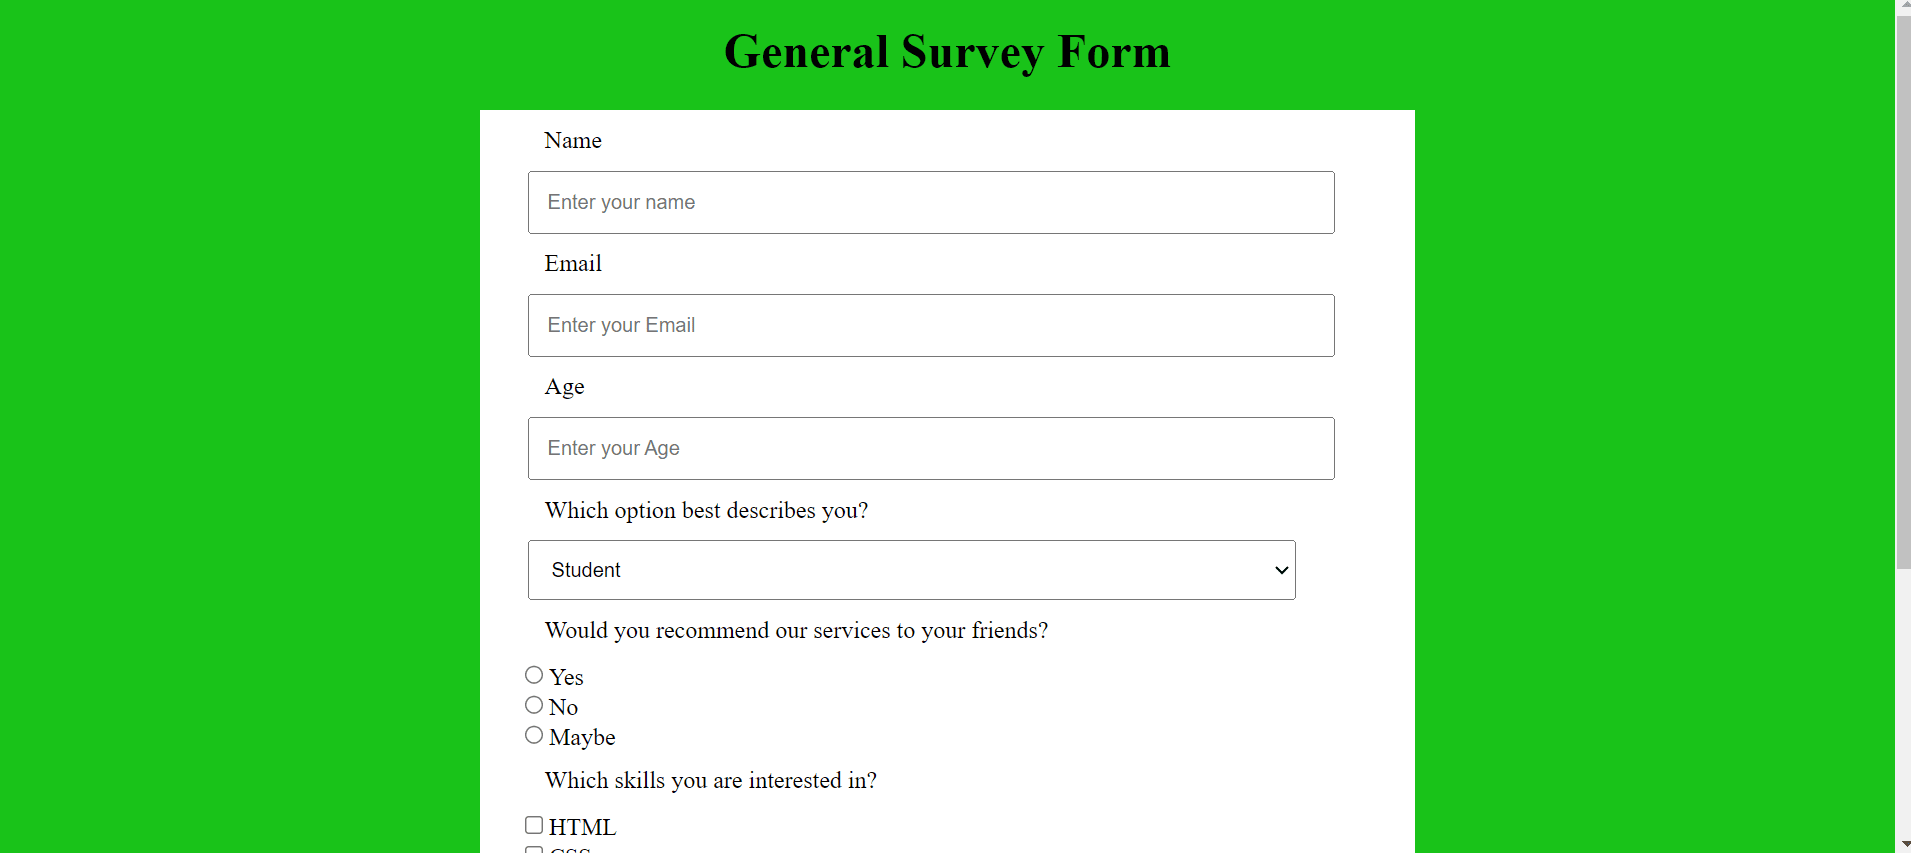 General Survey Form
Name
Enter your name
Email
Enter your Email
Age
Enter your Age
Which option best describes you?
Student
Would you recommend our services to your friends?
Yes
No
Maybe
Which skills you are interested in?
HTML